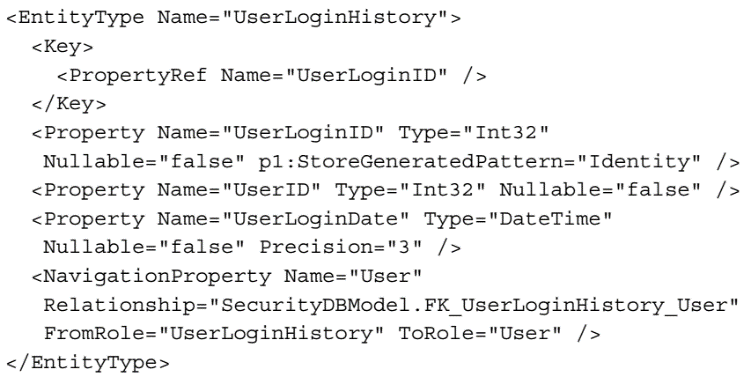 <EntityType Name="UserLoginHistory">
<Key>
<PropertyRef Name="UserLoginID" />
</Key>
<Property Name="UserLoginID" Type="Int32"
Nullable="false" p1:StoreGeneratedPattern="Identity" />
<Property Name="UserID" Type="Int32" Nullable="false" />
<Property Name="UserLoginDate" Type="DateTime"
Nullable="false" Precision="3" />
<NavigationProperty Name="User"
Relationship="SecurityDBModel.FK_UserLoginHistory_User"
FromRole="UserLoginHistory" ToRole="User" />
</EntityType>